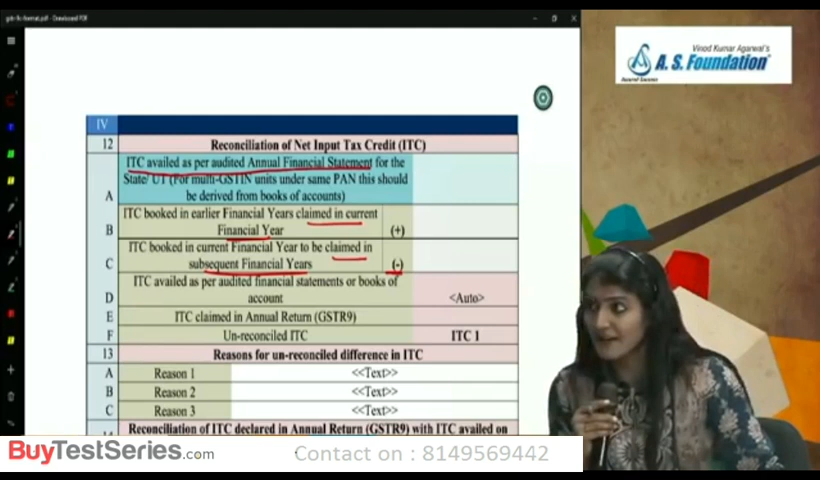 gstr-9c-format.pdf - Drawboard PDF
Vinod Kumar Agarwal's
A. S. Foundation
IV
12 Reconciliation of Net Input Tax Credit (ITC)
ITC availed as per audited Annual Financial Statement for the
State/ UT (For multi-GSTIN units under same PAN this should
A be derived from books of accounts)
ITC booked in earlier Financial Years claimed in current
B Financial Year (+)
ITC booked in current Financial Year to be claimed in
C subsequent Financial Years (-)
ITC availed as per audited financial statements or books of
D account <Auto>
E ITC claimed in Annual Return (GSTR9)
F Un-reconciled ITC ITC 1
13 Reasons for un-reconciled difference in ITC
A Reason 1 <<Text>>
B Reason 2 <<Text>>
C Reason 3 <<Text>>
Reconciliation of ITC declared in Annual Return (GSTR9) with ITC availed on
BuyTestSeries.com
Contact on : 8149569442